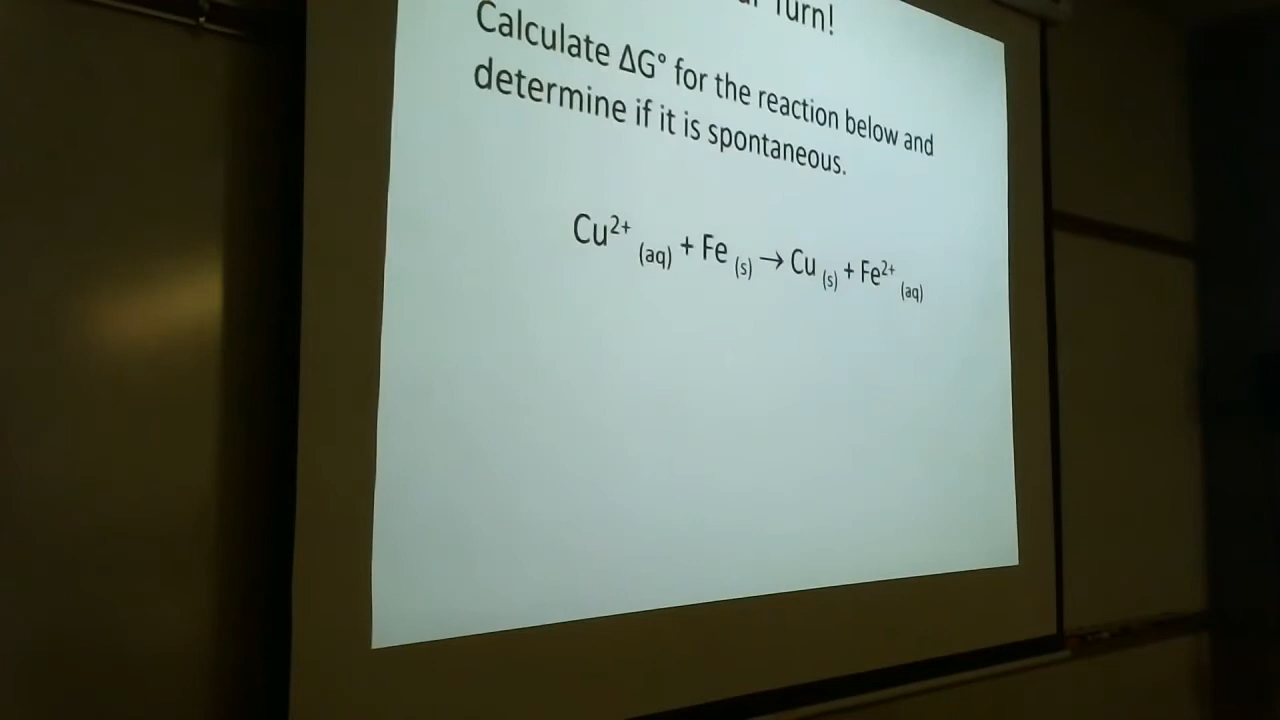 Turn!
Calculate ΔG° for the reaction below and
determine if it is spontaneous.
Cu²⁺ (aq) + Fe (s) → Cu (s) + Fe²⁺ (aq)